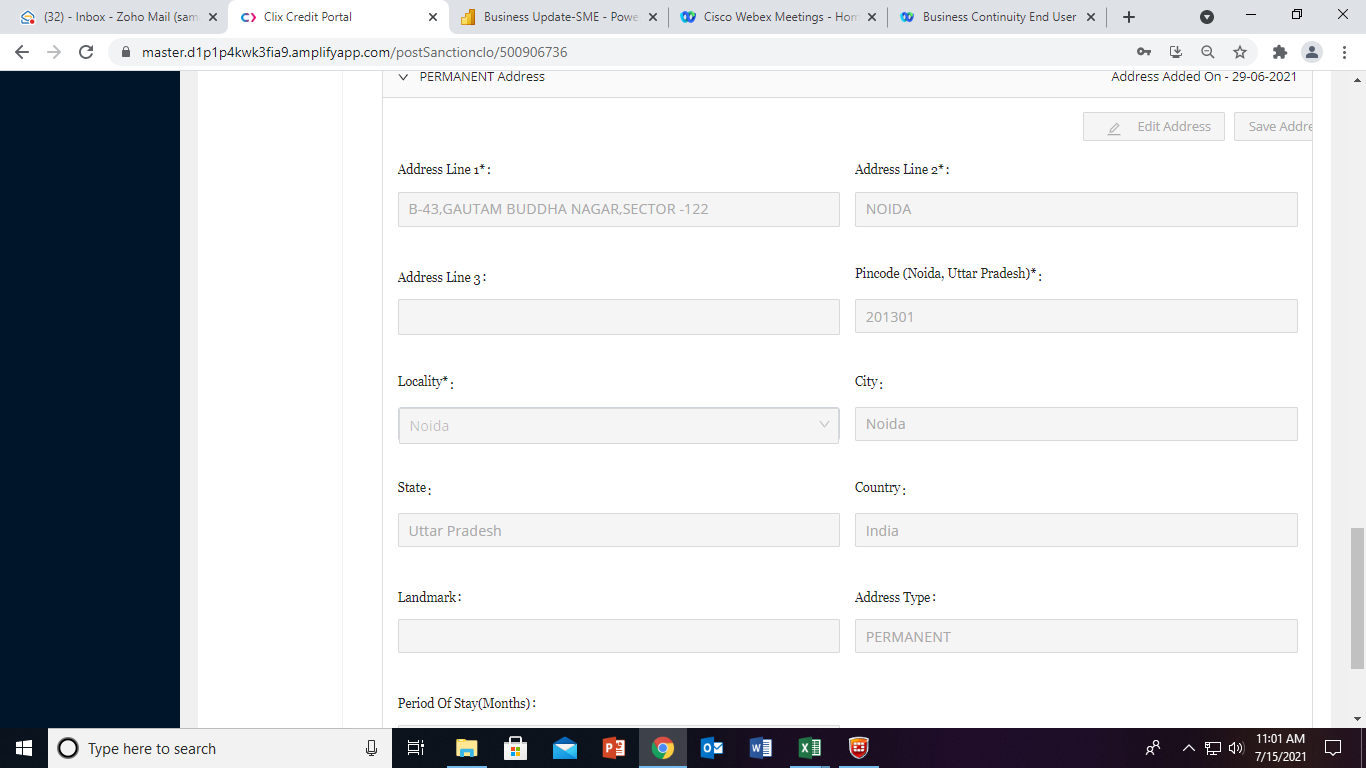 (32) - Inbox - Zoho Mail (sam
Clix Credit Portal
Business Update-SME - Powe
Cisco Webex Meetings - Hom
Business Continuity End User
master.d1p1p4kwk3fia9.amplifyapp.com/postSanctionclo/500906736
PERMANENT Address
Address Added On - 29-06-2021
Edit Address
Save Addre
Address Line 1*:
Address Line 2*:
B-43,GAUTAM BUDDHA NAGAR,SECTOR -122
NOIDA
Address Line 3:
Pincode (Noida, Uttar Pradesh)*:
201301
Locality*:
City:
Noida
Noida
State:
Country:
Uttar Pradesh
India
Landmark:
Address Type:
PERMANENT
Period Of Stay(Months):
Type here to search
11:01 AM
7/15/2021